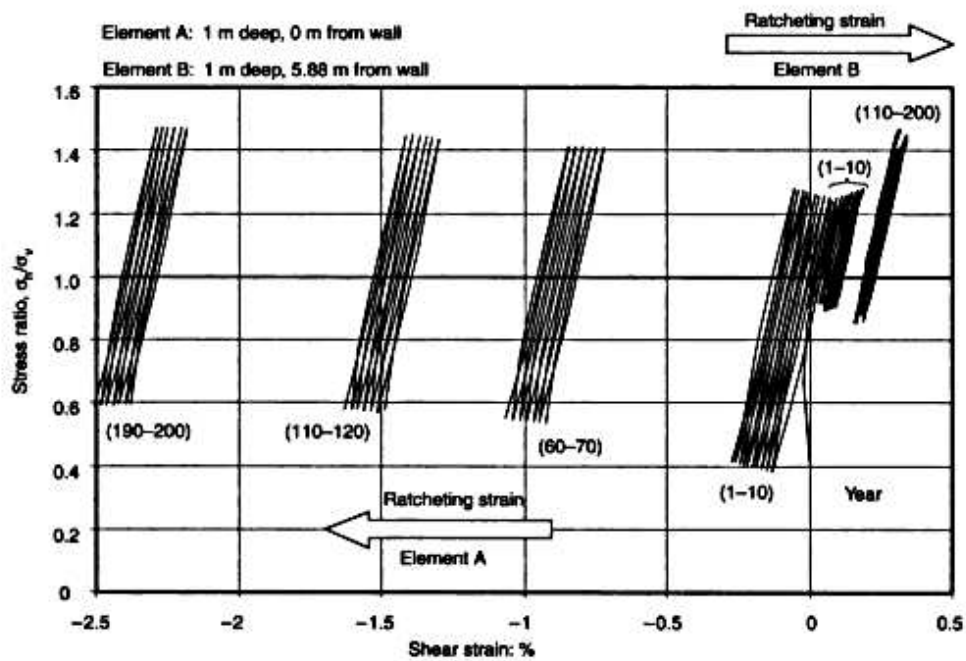 Element A: 1 m deep, 0 m from wall
Element B: 1 m deep, 5.88 m from wall
Ratcheting strain
Element B
1.6
1.4
1.2
1.0
0.8
0.6
0.4
0.2
0
Stress ratio, σh/σv
(110–200)
(1–10)
(190–200)
(110–120)
(60–70)
(1–10)
Year
Ratcheting strain
Element A
−2.5
−2
−1.5
−1
−0.5
0
0.5
Shear strain: %